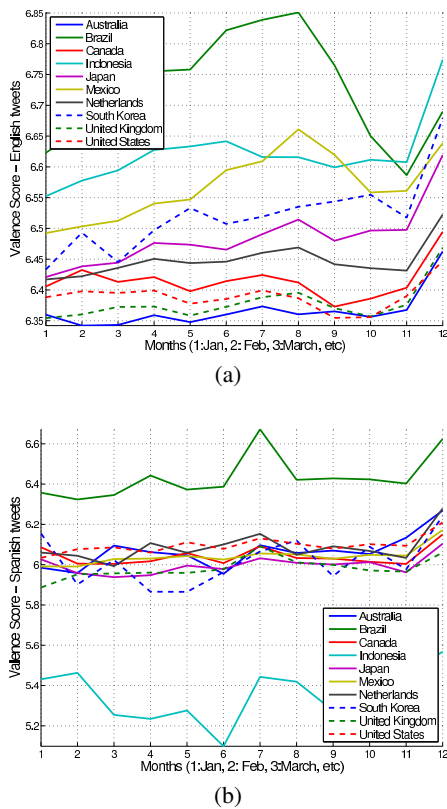 6.85
6.8
6.75
6.7
6.65
6.6
6.55
6.5
6.45
6.4
6.35
Valence Score – English tweets
Australia
Brazil
Canada
Indonesia
Japan
Mexico
Netherlands
South Korea
United Kingdom
United States
1 2 3 4 5 6 7 8 9 10 11 12
Months (1:Jan, 2: Feb, 3:March, etc)
(a)
6.6
6.4
6.2
6
5.8
5.6
5.4
5.2
Valence Score – Spanish tweets
Australia
Brazil
Canada
Indonesia
Japan
Mexico
Netherlands
South Korea
United Kingdom
United States
1 2 3 4 5 6 7 8 9 10 11 12
Months (1:Jan, 2: Feb, 3:March, etc)
(b)